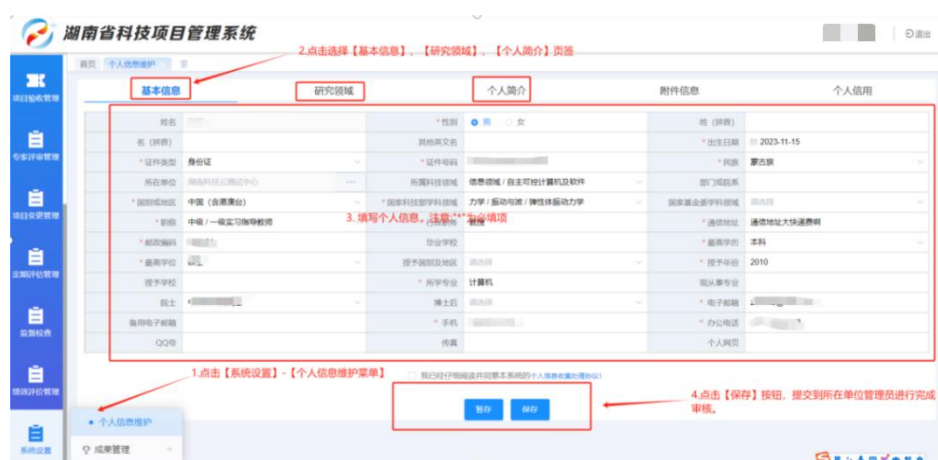 湖南省科技项目管理系统
退出
2.点击选择【基本信息】、【研究领域】、【个人简介】页签
首页 个人信息维护
基本信息 研究领域 个人简介 附件信息 个人信用
项目验收管理
专家评审管理
项目变更管理
定期评估管理
监督检查
绩效评价管理
系统设置
姓名 *性别 男 女 姓（拼音）
名（拼音） 其他英文名 *出生日期 2023-11-15
*证件类型 身份证 *证件号码 *民族 蒙古族
所在单位 湖南科技云测试中心 所属科技领域 信息领域 / 自主可控计算机及软件 部门或院系
*国别或地区 中国（含港澳台） *国家科技部学科领域 力学 / 振动与波 / 弹性体振动力学 国家基金委学科领域 请选择
*职称 中级 / 一级实习指导教师 行政职务 教授 *通信地址 通信地址大快递费啊
3. 填写个人信息，注意:"*"为必填项
*邮政编码 毕业学校 *最高学历 本科
*最高学位 授予国别及地区 请选择 *授予年份 2010
授予学校 *所学专业 计算机 现从事专业
院士 博士后 请选择 *电子邮箱
备用电子邮箱 *手机 *办公电话
QQ号 传真 个人网页
1.点击【系统设置】-【个人信息维护菜单】
我已经仔细阅读并同意本系统的个人信息收集处理协议!
暂存 保存
4.点击【保存】按钮，提交到所在单位管理员进行完成
审核。
个人信息维护
成果管理